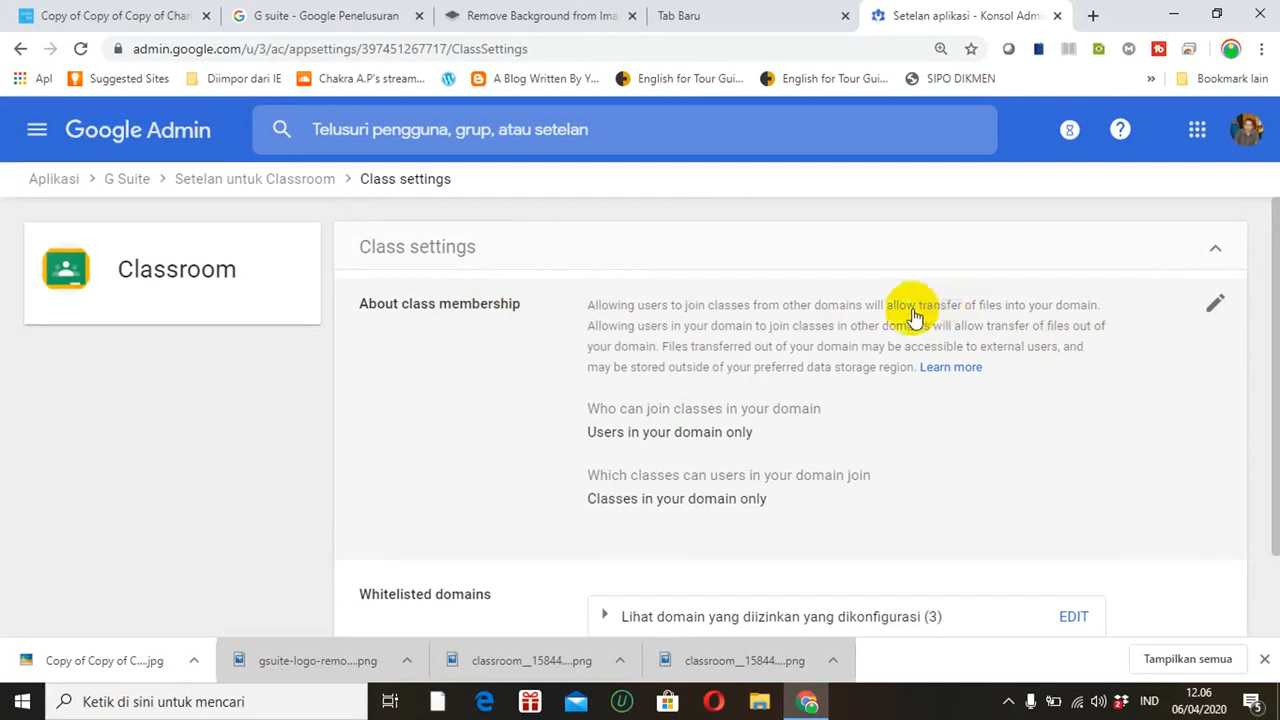 Copy of Copy of Copy of Chan
G suite - Google Penelusuran
Remove Background from Ima
Tab Baru
Setelan aplikasi - Konsol Admi
admin.google.com/u/3/ac/appsettings/397451267717/ClassSettings
Apl
Suggested Sites
Diimpor dari IE
Chakra A.P's stream...
A Blog Written By Y...
English for Tour Gui...
English for Tour Gui...
SIPO DIKMEN
»
Bookmark lain
Google Admin
Telusuri pengguna, grup, atau setelan
Aplikasi > G Suite > Setelan untuk Classroom > Class settings
Classroom
Class settings
About class membership
Allowing users to join classes from other domains will allow transfer of files into your domain.
Allowing users in your domain to join classes in other domains will allow transfer of files out of
your domain. Files transferred out of your domain may be accessible to external users, and
may be stored outside of your preferred data storage region. Learn more
Who can join classes in your domain
Users in your domain only
Which classes can users in your domain join
Classes in your domain only
Whitelisted domains
Lihat domain yang diizinkan yang dikonfigurasi (3)
EDIT
Copy of Copy of C....jpg
gsuite-logo-remo....png
classroom__15844....png
classroom__15844....png
Tampilkan semua
Ketik di sini untuk mencari
IND
12.06
06/04/2020
5